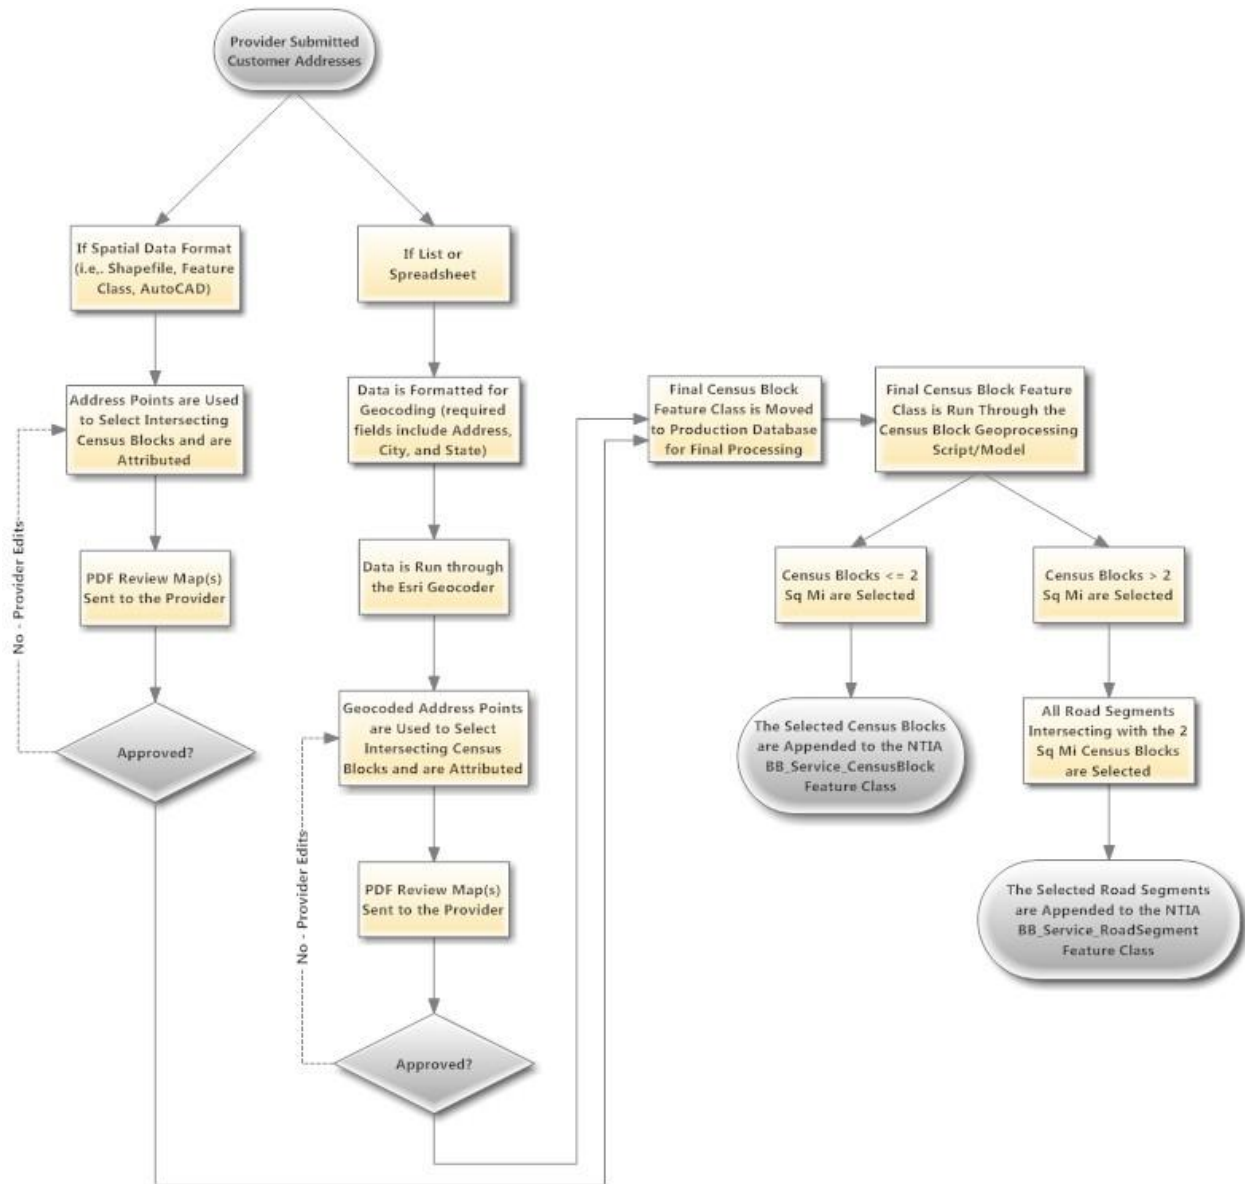 Provider Submitted
Customer Addresses
If Spatial Data Format
(i.e,. Shapefile, Feature
Class, AutoCAD)
If List or
Spreadsheet
Address Points are Used
to Select Intersecting
Census Blocks and are
Attributed
Data is Formatted for
Geocoding (required
fields include Address,
City, and State)
Final Census Block
Feature Class is Moved
to Production Database
for Final Processing
Final Census Block Feature
Class is Run Through the
Census Block Geoprocessing
Script/Model
No - Provider Edits
PDF Review Map(s)
Sent to the Provider
Data is Run through
the Esri Geocoder
Census Blocks <= 2
Sq Mi are Selected
Census Blocks > 2
Sq Mi are Selected
Approved?
Geocoded Address Points
are Used to Select
Intersecting Census
Blocks and are Attributed
The Selected Census Blocks
are Appended to the NTIA
BB_Service_CensusBlock
Feature Class
All Road Segments
Intersecting with the 2
Sq Mi Census Blocks
are Selected
No - Provider Edits
PDF Review Map(s)
Sent to the Provider
The Selected Road Segments
are Appended to the NTIA
BB_Service_RoadSegment
Feature Class
Approved?